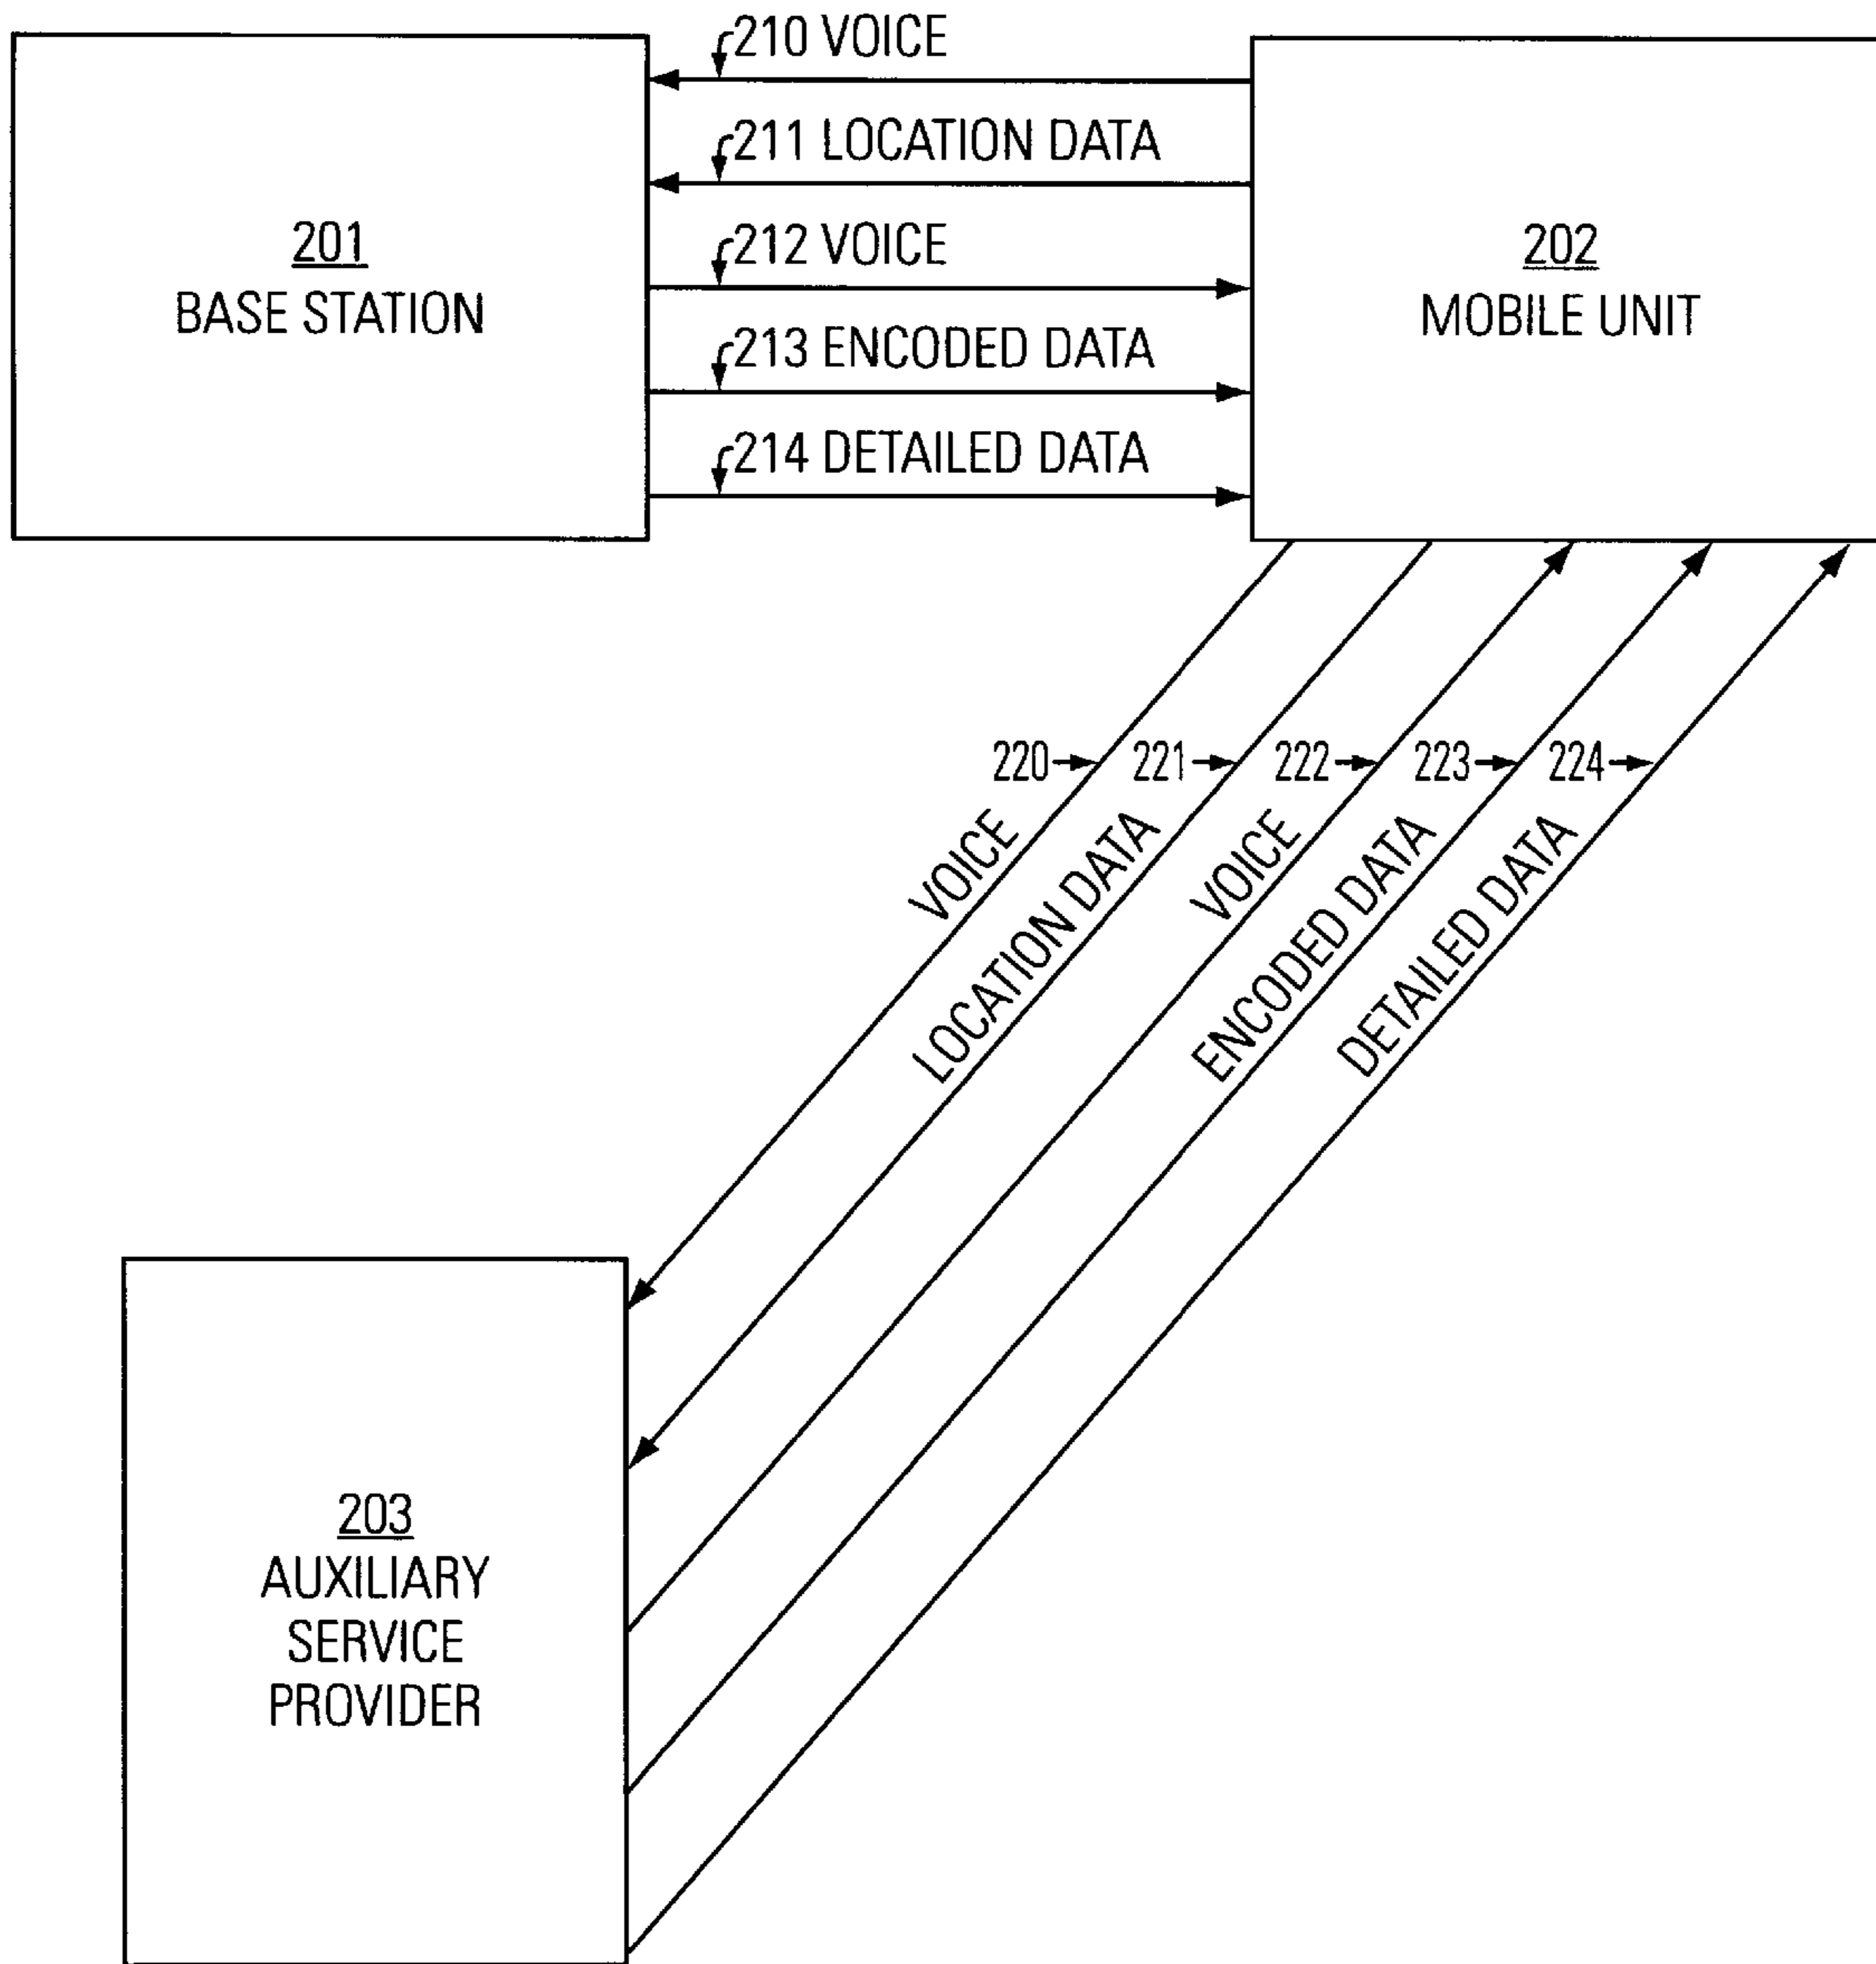 210 VOICE
211 LOCATION DATA
212 VOICE
213 ENCODED DATA
214 DETAILED DATA
201
BASE STATION
202
MOBILE UNIT
220
221
222
223
224
VOICE
LOCATION DATA
VOICE
ENCODED DATA
DETAILED DATA
203
AUXILIARY
SERVICE
PROVIDER